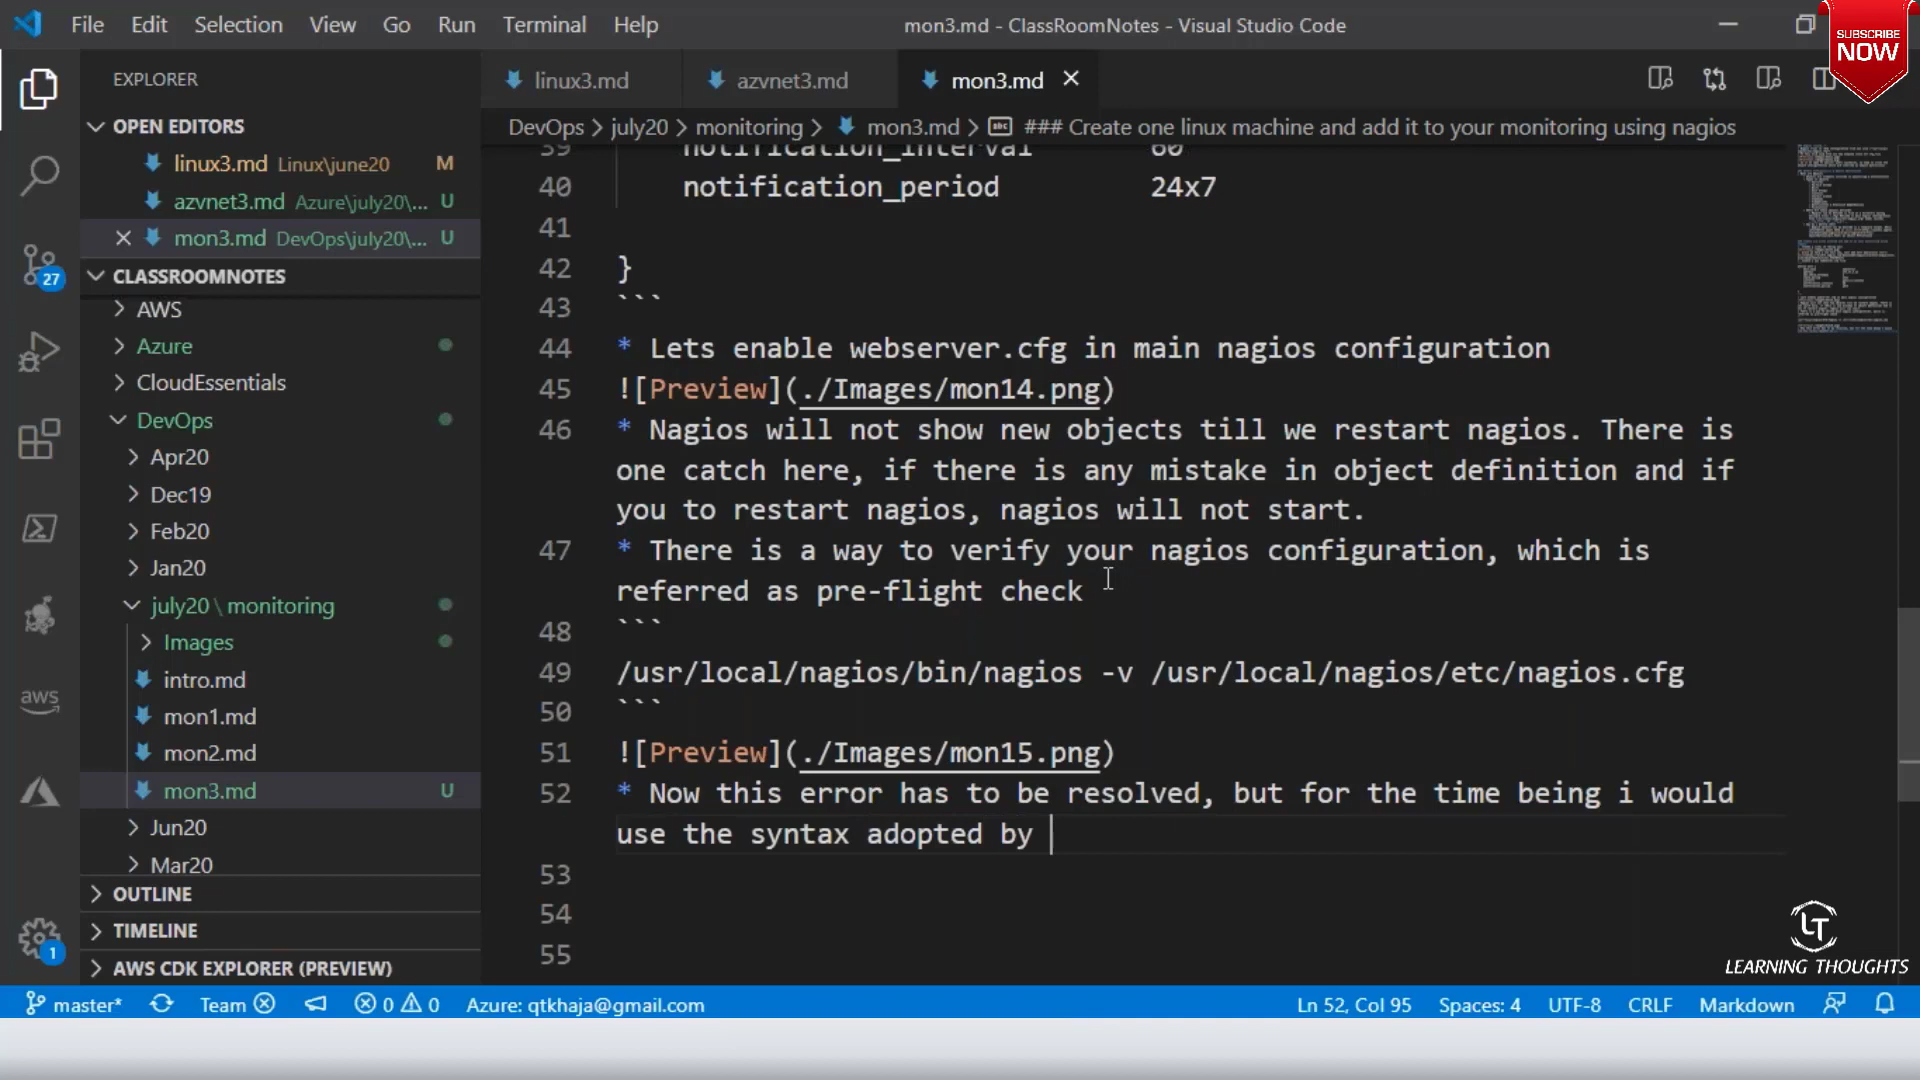 File Edit Selection View Go Run Terminal Help
mon3.md - ClassRoomNotes - Visual Studio Code
SUBSCRIBE
NOW
EXPLORER
linux3.md
azvnet3.md
mon3.md
OPEN EDITORS
linux3.md Linux\june20 M
azvnet3.md Azure\july20\... U
mon3.md DevOps\july20\... U
CLASSROOMNOTES
27
AWS
Azure
CloudEssentials
DevOps
Apr20
Dec19
Feb20
Jan20
july20 \ monitoring
Images
intro.md
mon1.md
mon2.md
mon3.md U
Jun20
Mar20
OUTLINE
TIMELINE
AWS CDK EXPLORER (PREVIEW)
aws
1
DevOps > july20 > monitoring > mon3.md > abc ### Create one linux machine and add it to your monitoring using nagios
39 notification_interval 60
40 notification_period 24x7
41
42 }
43 ```
44 * Lets enable webserver.cfg in main nagios configuration
45 ![Preview](./Images/mon14.png)
46 * Nagios will not show new objects till we restart nagios. There is
one catch here, if there is any mistake in object definition and if
you to restart nagios, nagios will not start.
47 * There is a way to verify your nagios configuration, which is
referred as pre-flight check
48 ```
49 /usr/local/nagios/bin/nagios -v /usr/local/nagios/etc/nagios.cfg
50 ```
51 ![Preview](./Images/mon15.png)
52 * Now this error has to be resolved, but for the time being i would
use the syntax adopted by
53
54
55
LT
LEARNING THOUGHTS
master* Team 0 0 Azure: qtkhaja@gmail.com
Ln 52, Col 95 Spaces: 4 UTF-8 CRLF Markdown